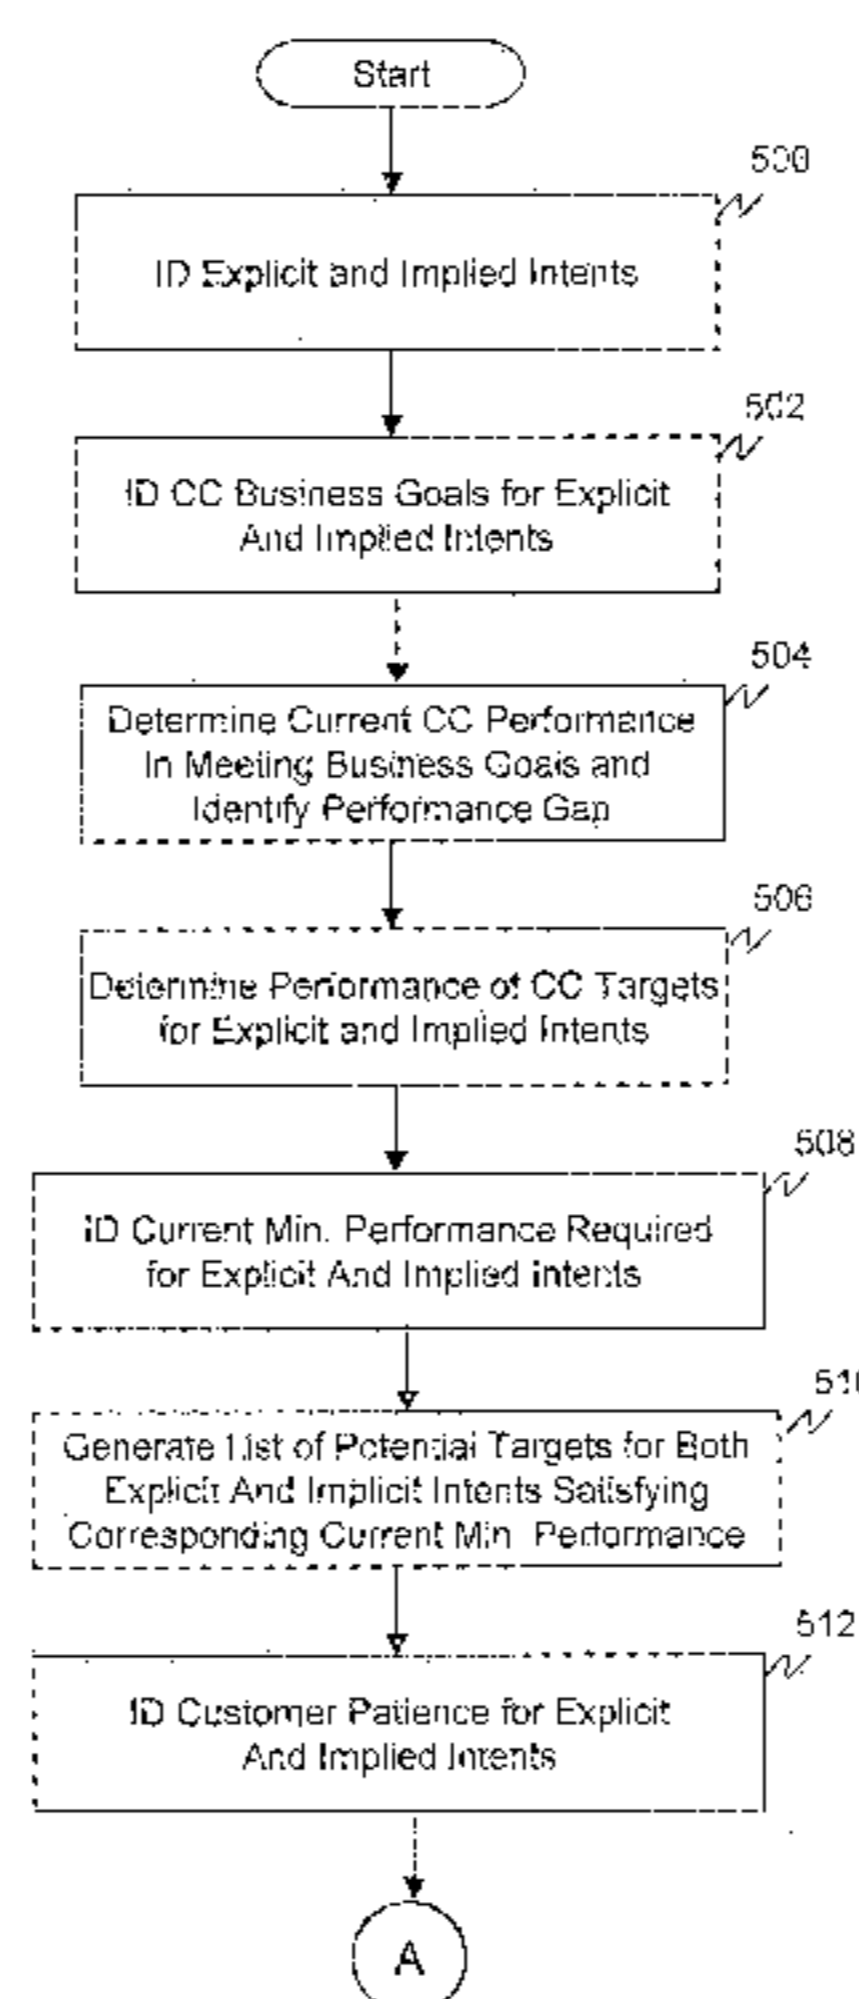 Start
500
ID Explicit and Implied Intents
502
ID CC Business Goals for Explicit
And Implied Intents
504
Determine Current CC Performance
In Meeting Business Goals and
Identify Performance Gap
506
Determine Performance of CC Targets
for Explicit and Implied Intents
508
ID Current Min. Performance Required
for Explicit And Implied Intents
510
Generate List of Potential Targets for Both
Explicit And Implicit Intents Satisfying
Corresponding Current Min. Performance
512
ID Customer Patience for Explicit
And Implied Intents
A